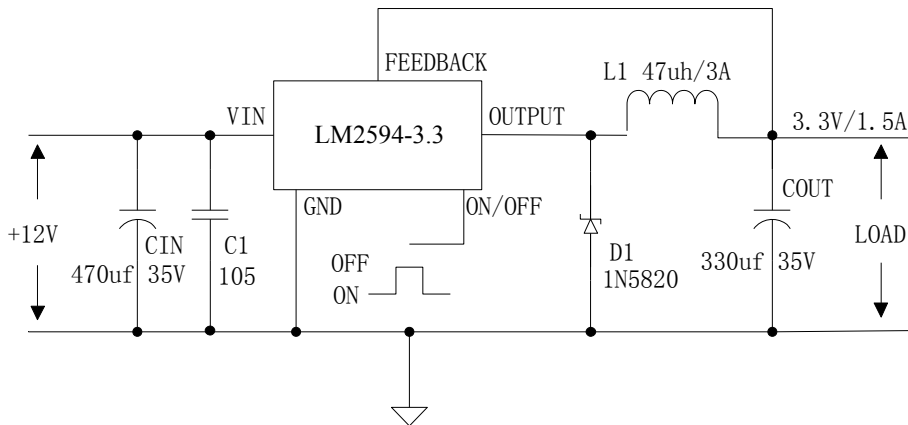 FEEDBACK
L1 47uh/3A
VIN
LM2594-3.3
OUTPUT
3.3V/1.5A
GND
ON/OFF
COUT
+12V
CIN
C1
OFF
D1
LOAD
470uf 35V
105
ON
1N5820
330uf 35V